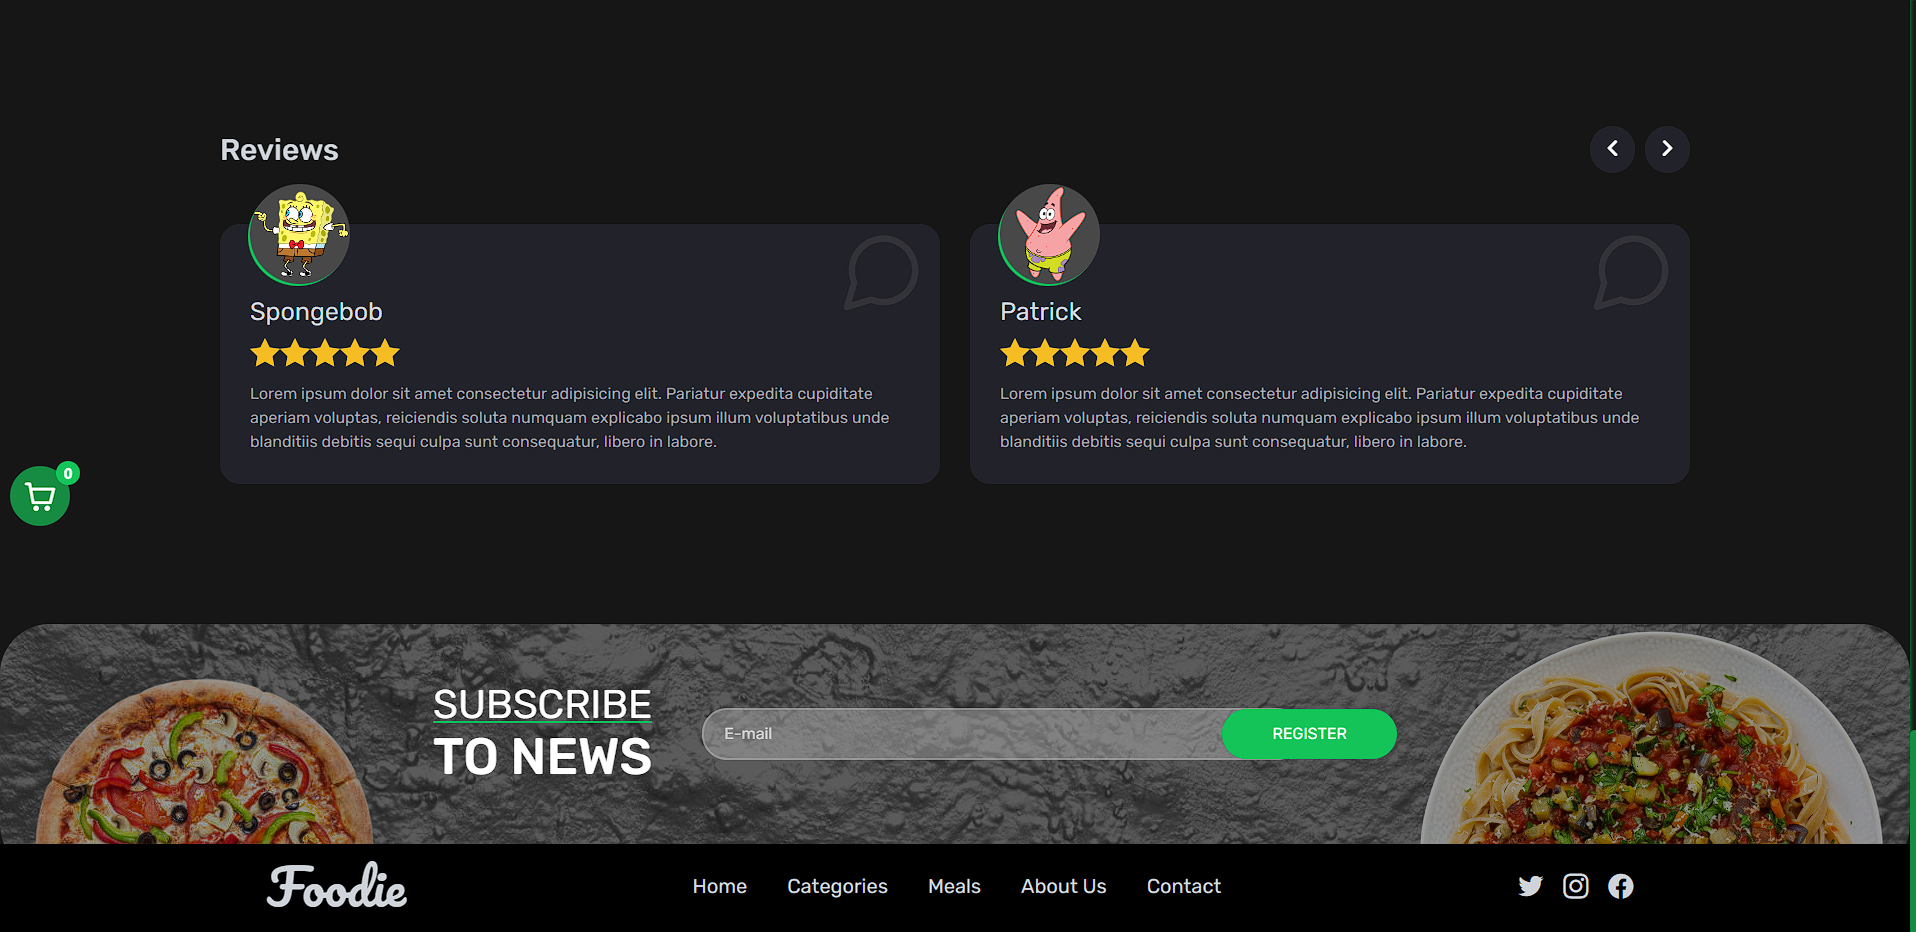 Reviews
Spongebob
Lorem ipsum dolor sit amet consectetur adipisicing elit. Pariatur expedita cupiditate
aperiam voluptas, reiciendis soluta numquam explicabo ipsum illum voluptatibus unde
blanditiis debitis sequi culpa sunt consequatur, libero in labore.
Patrick
Lorem ipsum dolor sit amet consectetur adipisicing elit. Pariatur expedita cupiditate
aperiam voluptas, reiciendis soluta numquam explicabo ipsum illum voluptatibus unde
blanditiis debitis sequi culpa sunt consequatur, libero in labore.
0
SUBSCRIBE
TO NEWS
E-mail
REGISTER
Foodie
Home
Categories
Meals
About Us
Contact